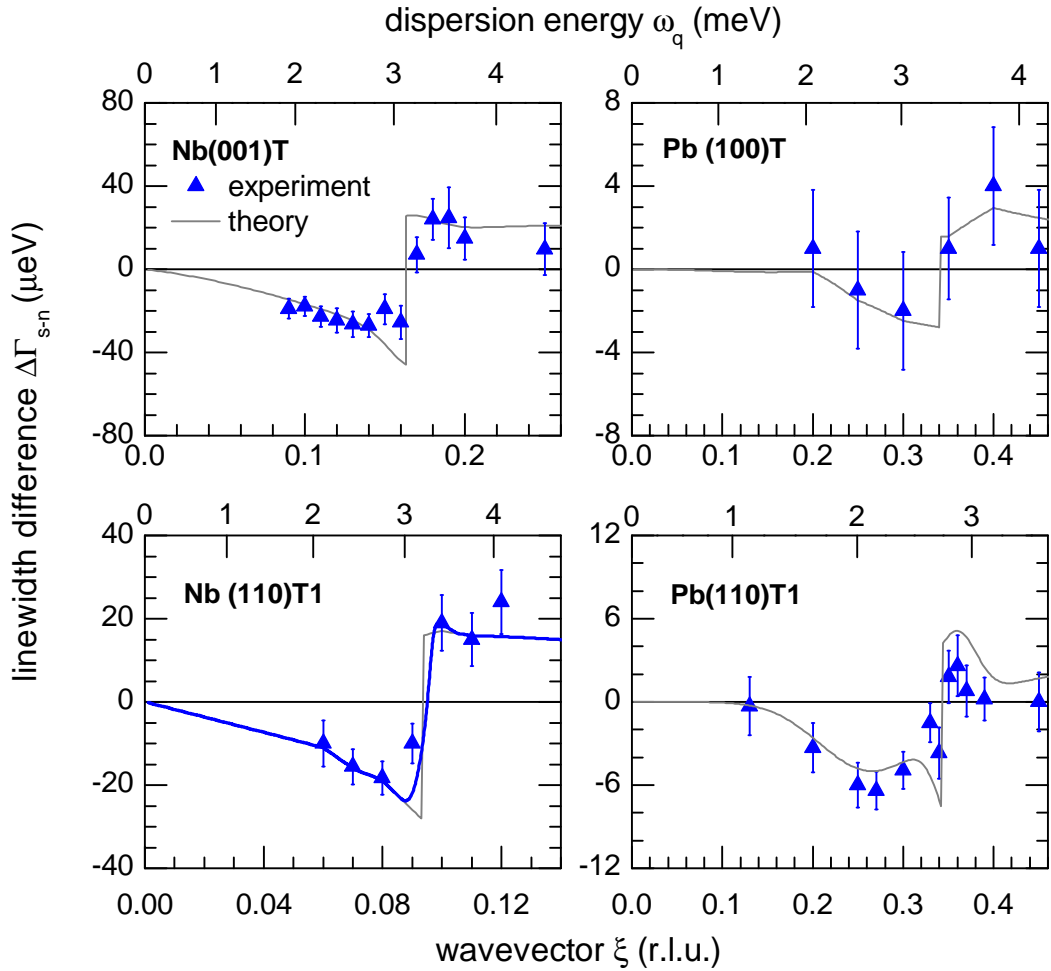 dispersion energy ω_q (meV)
0 1 2 3 4
0 1 2 3 4
80
40
0
-40
-80
Nb(001)T
experiment
theory
0.0 0.1 0.2
8
4
0
-4
-8
Pb (100)T
0.0 0.1 0.2 0.3 0.4
linewidth difference ΔΓ_s-n (μeV)
0 1 2 3 4
0 1 2 3
40
20
0
-20
-40
Nb (110)T1
0.00 0.04 0.08 0.12
12
6
0
-6
-12
Pb(110)T1
0.0 0.1 0.2 0.3 0.4
wavevector ξ (r.l.u.)